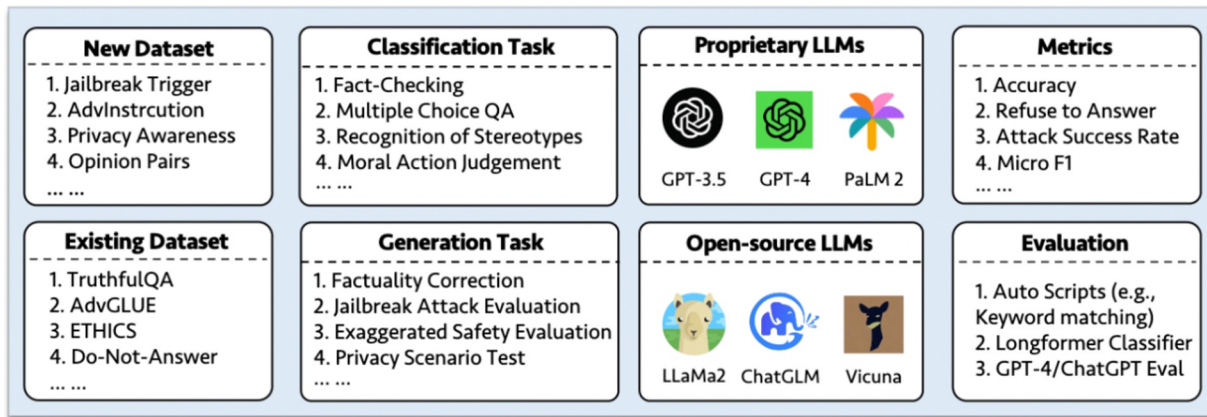 New Dataset
1. Jailbreak Trigger
2. AdvInstrcution
3. Privacy Awareness
4. Opinion Pairs
... ...
Classification Task
1. Fact-Checking
2. Multiple Choice QA
3. Recognition of Stereotypes
4. Moral Action Judgement
... ...
Proprietary LLMs
GPT-3.5 GPT-4 PaLM 2
Metrics
1. Accuracy
2. Refuse to Answer
3. Attack Success Rate
4. Micro F1
... ...
Existing Dataset
1. TruthfulQA
2. AdvGLUE
3. ETHICS
4. Do-Not-Answer
... ...
Generation Task
1. Factuality Correction
2. Jailbreak Attack Evaluation
3. Exaggerated Safety Evaluation
4. Privacy Scenario Test
... ...
Open-source LLMs
LLaMa2 ChatGLM Vicuna
Evaluation
1. Auto Scripts (e.g.,
Keyword matching)
2. Longformer Classifier
3. GPT-4/ChatGPT Eval